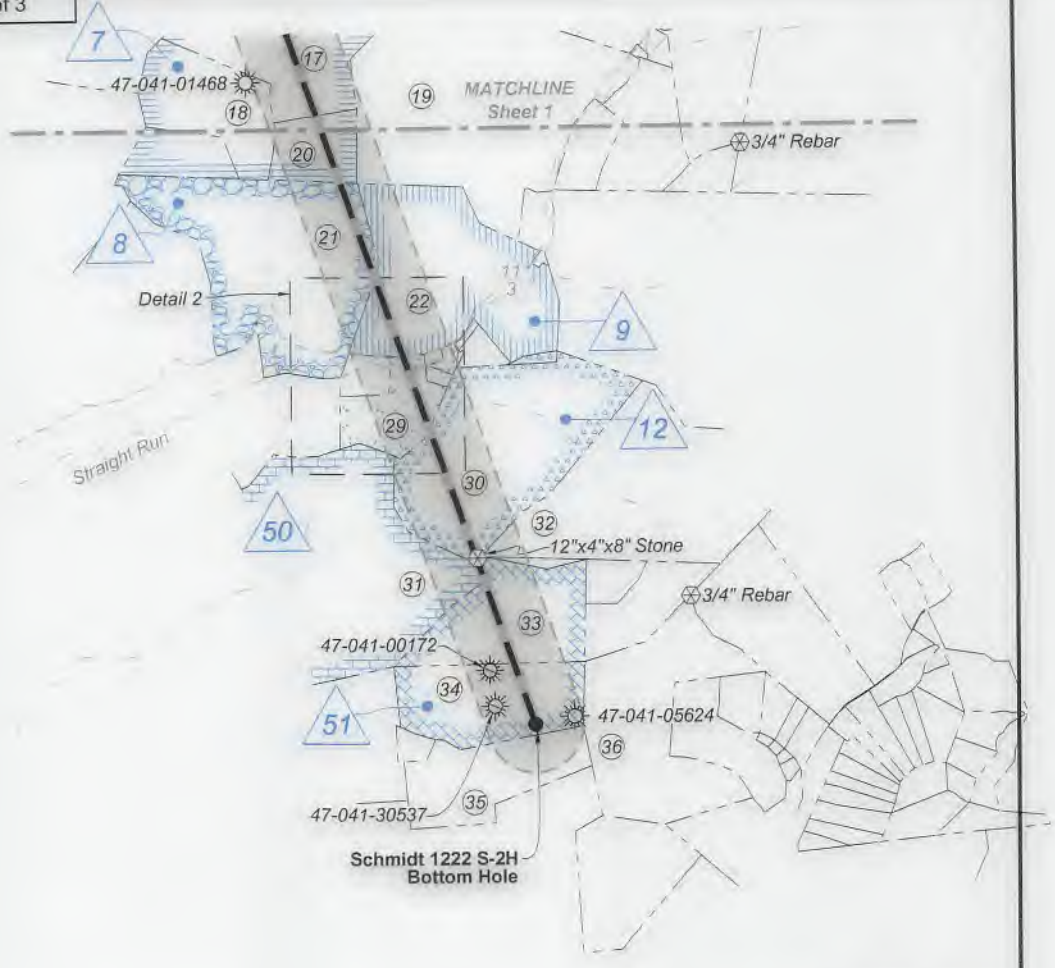 of 3
7
17
47-041-01468
18
19
MATCHLINE
Sheet 1
3/4" Rebar
20
8
21
11
3
Detail 2
22
9
12
29
Straight Run
30
50
32
12"x4"x8" Stone
31
3/4" Rebar
33
47-041-00172
34
51
47-041-05624
36
35
47-041-30537
Schmidt 1222 S-2H
Bottom Hole